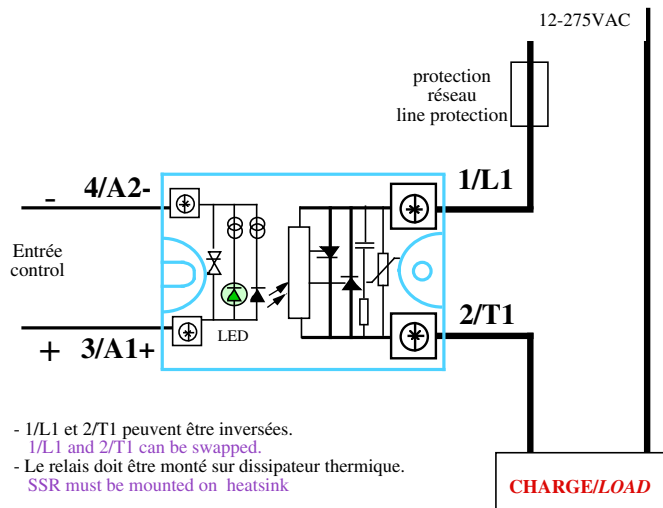 12-275VAC
protection
réseau
line protection
4/A2-
1/L1
-
Entrée
control
+
3/A1+
LED
2/T1
- 1/L1 et 2/T1 peuvent être inversées.
1/L1 and 2/T1 can be swapped.
- Le relais doit être monté sur dissipateur thermique.
SSR must be mounted on heatsink
CHARGE/LOAD